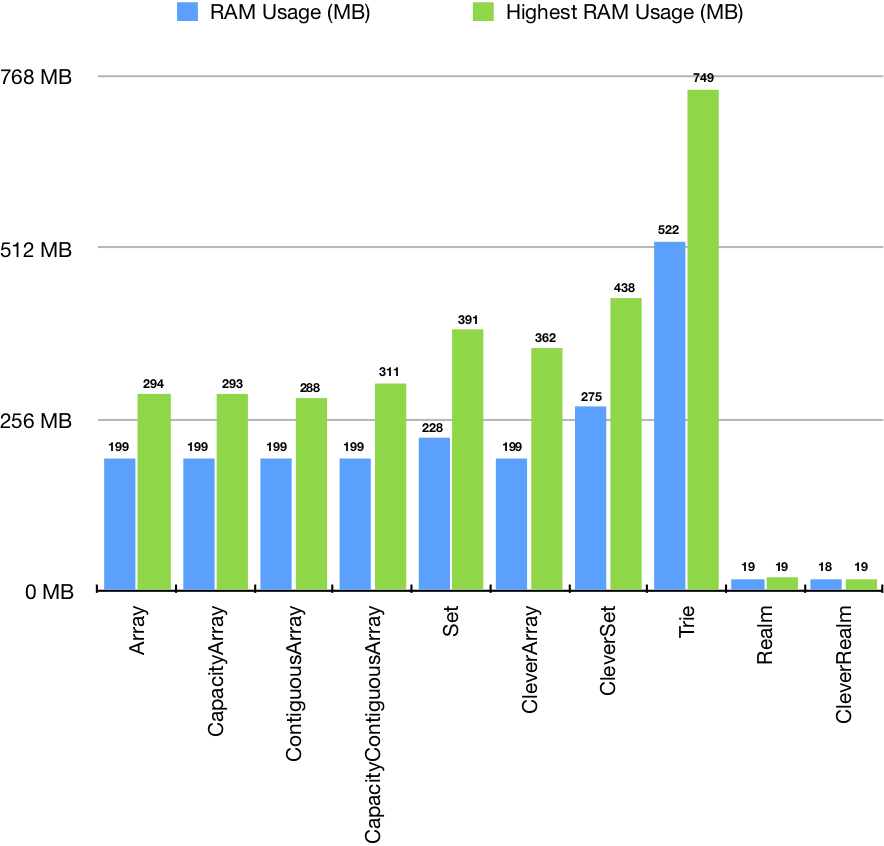 RAM Usage (MB) Highest RAM Usage (MB)
768 MB
512 MB
256 MB
0 MB
199 294
199 293
199 288
199 311
228 391
199 362
275 438
522 749
19 19
18 19
Array
CapacityArray
ContiguousArray
CapacityContiguousArray
Set
CleverArray
CleverSet
Trie
Realm
CleverRealm